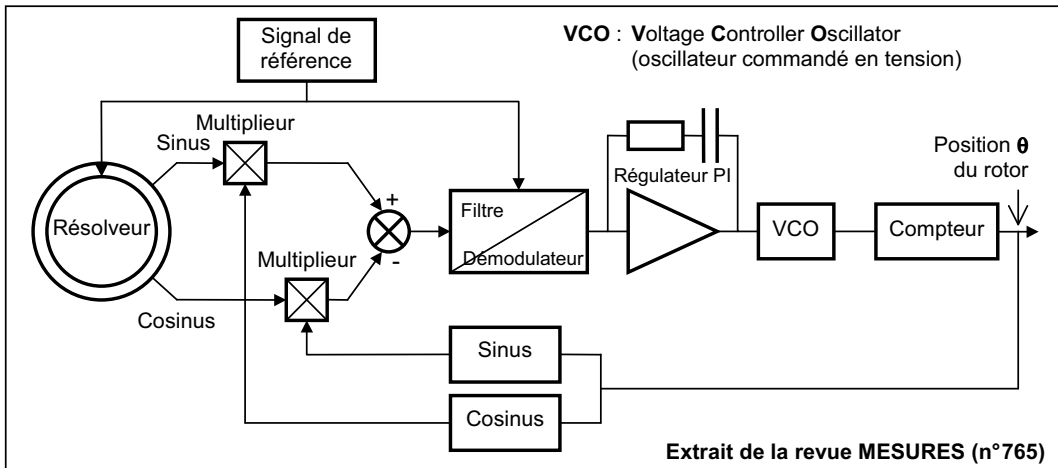 Signal de
référence
VCO : Voltage Controller Oscillator
(oscillateur commandé en tension)
Multiplieur
Sinus
Résolveur
Cosinus
Multiplieur
+
-
Filtre
Démodulateur
Régulateur PI
VCO
Compteur
Position θ
du rotor
Sinus
Cosinus
Extrait de la revue MESURES (n°765)